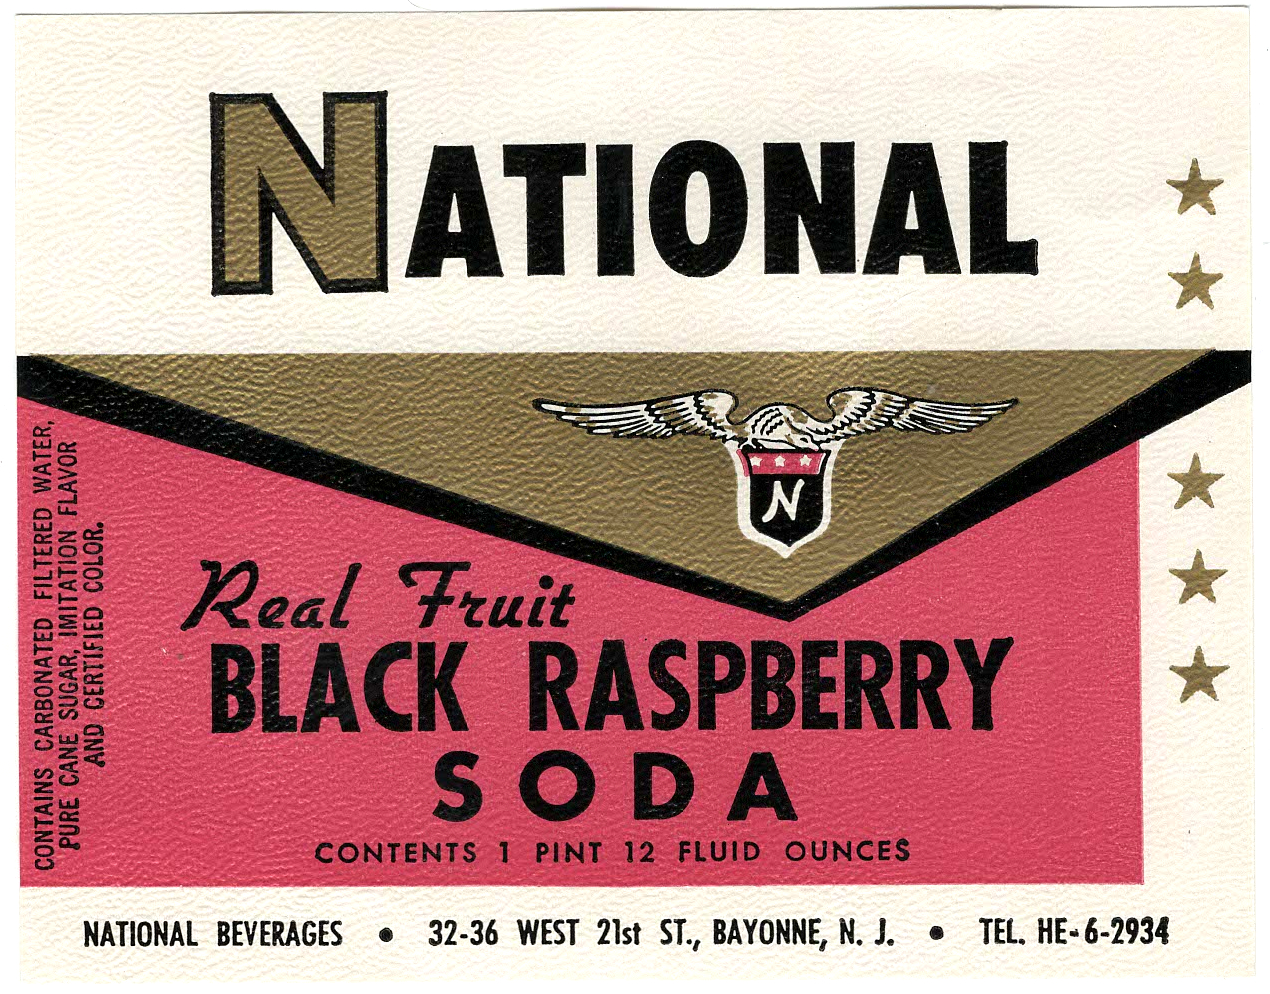 NATIONAL
N
Real Fruit
BLACK RASPBERRY
SODA
CONTENTS 1 PINT 12 FLUID OUNCES
CONTAINS CARBONATED FILTERED WATER,
PURE CANE SUGAR, IMITATION FLAVOR
AND CERTIFIED COLOR.
NATIONAL BEVERAGES • 32-36 WEST 21st ST., BAYONNE, N. J. • TEL. HE-6-2934